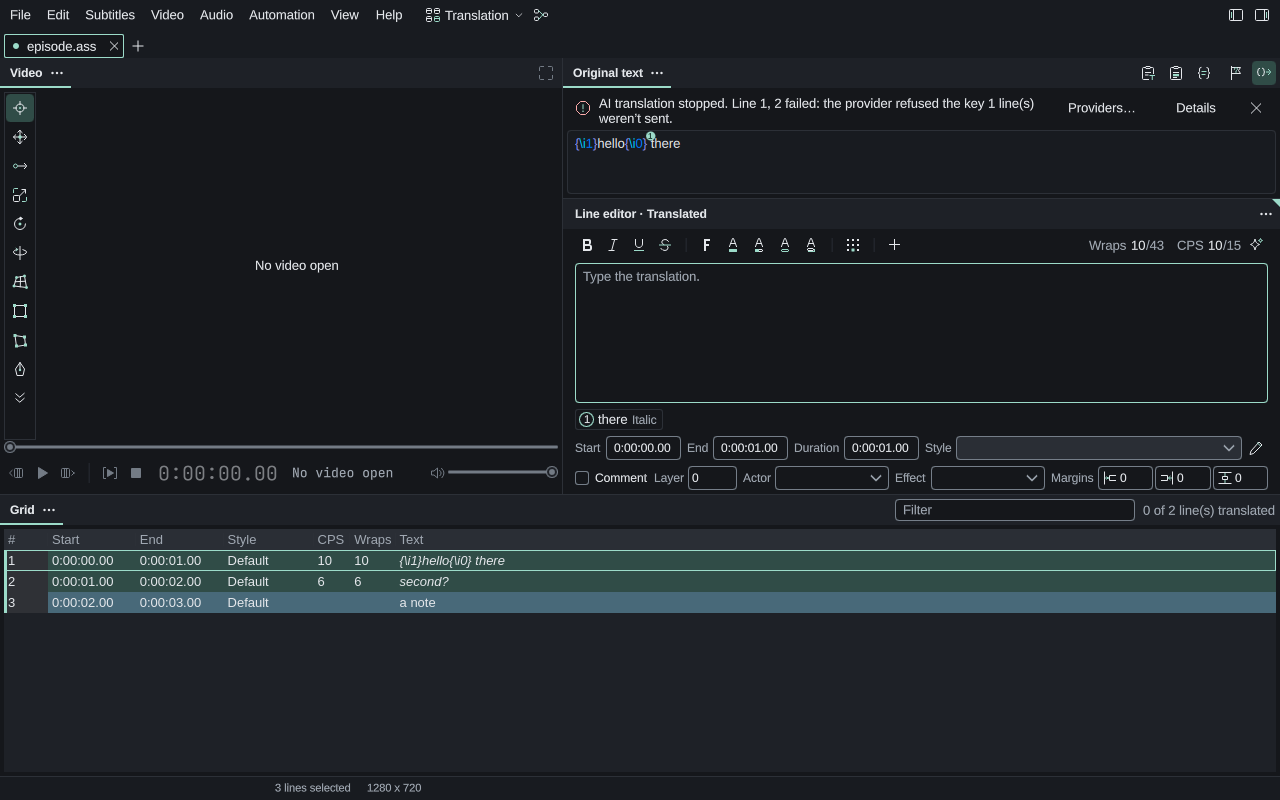 File Edit Subtitles Video Audio Automation View Help Translation
episode.ass
Video
Original text
AI translation stopped. Line 1, 2 failed: the provider refused the key 1 line(s) weren't sent.
Providers… Details
{\i1}hello{\i0} there
1
No video open
Line editor · Translated
B I U S F A A A A
Wraps 10/43 CPS 10/15
Type the translation.
1 there Italic
Start 0:00:00.00 End 0:00:01.00 Duration 0:00:01.00 Style
0:00:00.00 No video open
Comment Layer 0 Actor Effect Margins 0 0 0
Grid
Filter 0 of 2 line(s) translated
# Start End Style CPS Wraps Text
1 0:00:00.00 0:00:01.00 Default 10 10 {\i1}hello{\i0} there
2 0:00:01.00 0:00:02.00 Default 6 6 second?
3 0:00:02.00 0:00:03.00 Default a note
3 lines selected 1280 x 720